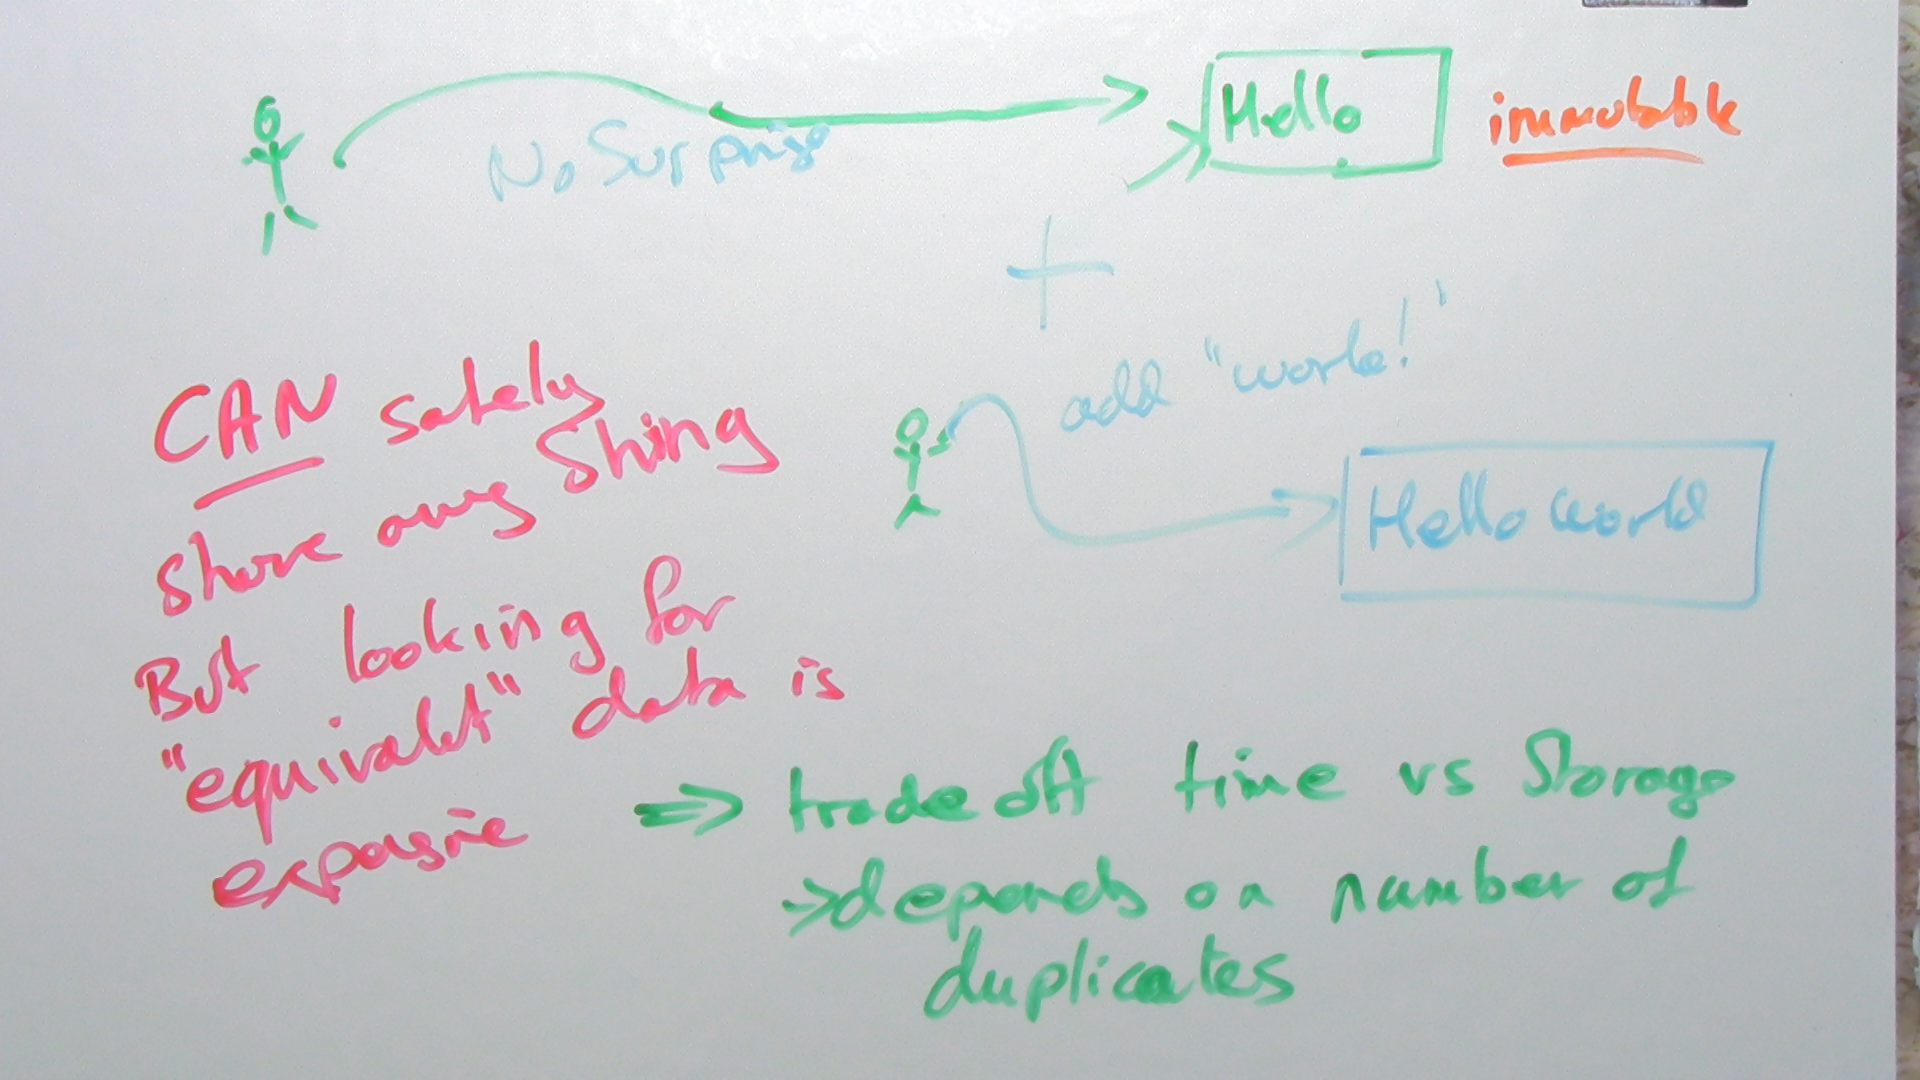 Hello
immutable
No Surprise
+
add "world!"
Hello World
CAN safely
share any String
But looking for
"equivalet" data is
expensive
=> tradeoff time vs Storage
-> depends on number of
duplicates